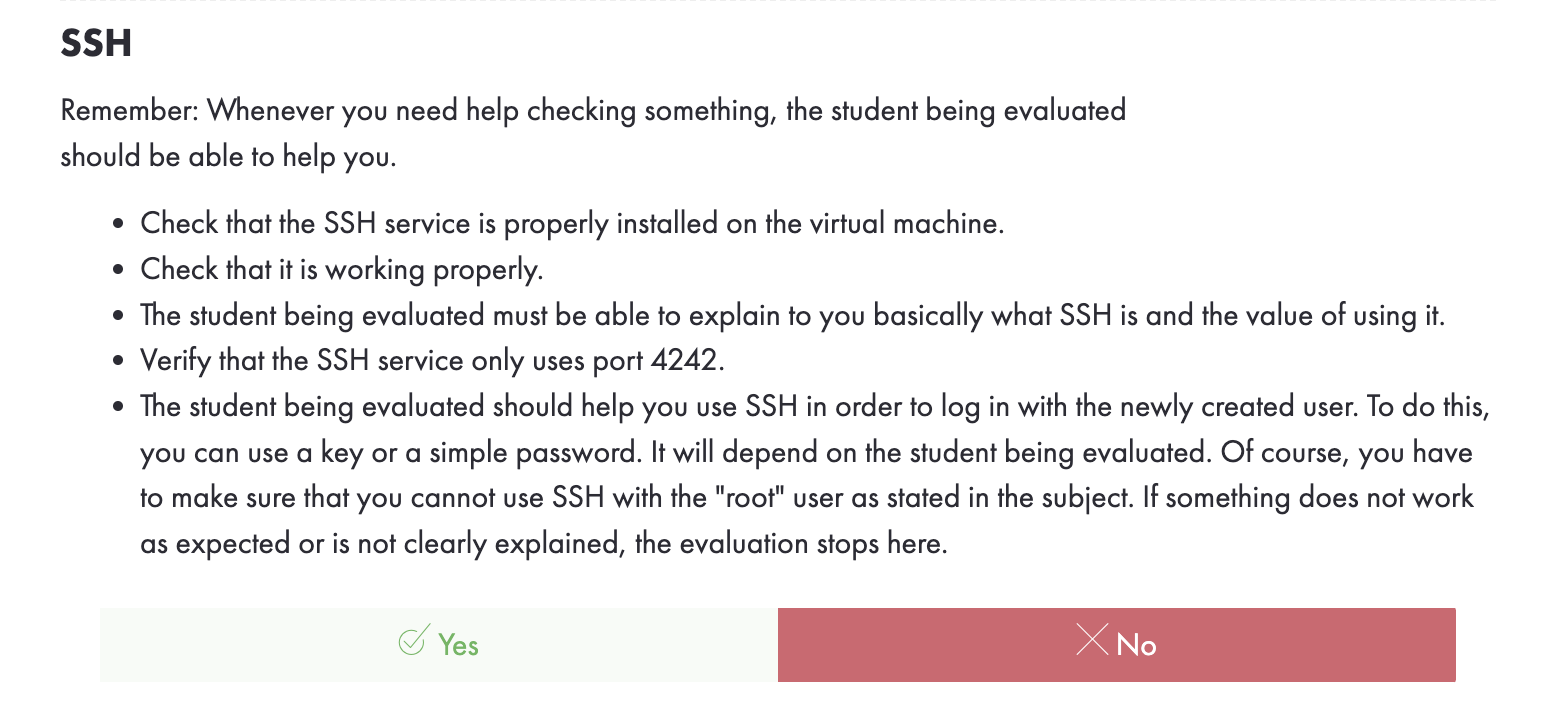 SSH
Remember: Whenever you need help checking something, the student being evaluated
should be able to help you.
• Check that the SSH service is properly installed on the virtual machine.
• Check that it is working properly.
• The student being evaluated must be able to explain to you basically what SSH is and the value of using it.
• Verify that the SSH service only uses port 4242.
• The student being evaluated should help you use SSH in order to log in with the newly created user. To do this,
you can use a key or a simple password. It will depend on the student being evaluated. Of course, you have
to make sure that you cannot use SSH with the "root" user as stated in the subject. If something does not work
as expected or is not clearly explained, the evaluation stops here.
Yes
No